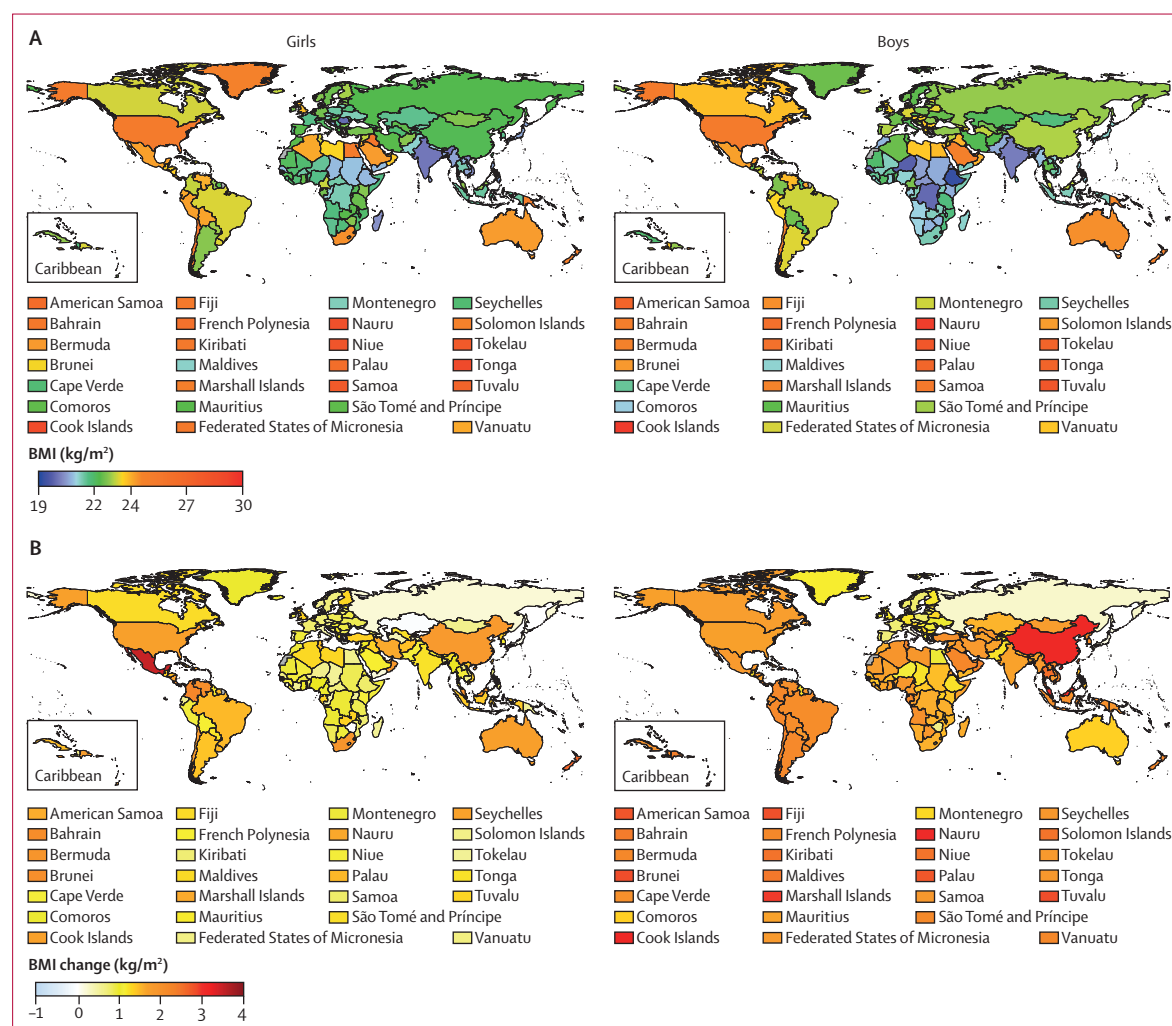 A
Girls
Boys
Caribbean
Caribbean
American Samoa Fiji Montenegro Seychelles
Bahrain French Polynesia Nauru Solomon Islands
Bermuda Kiribati Niue Tokelau
Brunei Maldives Palau Tonga
Cape Verde Marshall Islands Samoa Tuvalu
Comoros Mauritius São Tomé and Príncipe
Cook Islands Federated States of Micronesia Vanuatu
American Samoa Fiji Montenegro Seychelles
Bahrain French Polynesia Nauru Solomon Islands
Bermuda Kiribati Niue Tokelau
Brunei Maldives Palau Tonga
Cape Verde Marshall Islands Samoa Tuvalu
Comoros Mauritius São Tomé and Príncipe
Cook Islands Federated States of Micronesia Vanuatu
BMI (kg/m²)
19 22 24 27 30
B
Caribbean
Caribbean
American Samoa Fiji Montenegro Seychelles
Bahrain French Polynesia Nauru Solomon Islands
Bermuda Kiribati Niue Tokelau
Brunei Maldives Palau Tonga
Cape Verde Marshall Islands Samoa Tuvalu
Comoros Mauritius São Tomé and Príncipe
Cook Islands Federated States of Micronesia Vanuatu
American Samoa Fiji Montenegro Seychelles
Bahrain French Polynesia Nauru Solomon Islands
Bermuda Kiribati Niue Tokelau
Brunei Maldives Palau Tonga
Cape Verde Marshall Islands Samoa Tuvalu
Comoros Mauritius São Tomé and Príncipe
Cook Islands Federated States of Micronesia Vanuatu
BMI change (kg/m²)
–1 0 1 2 3 4